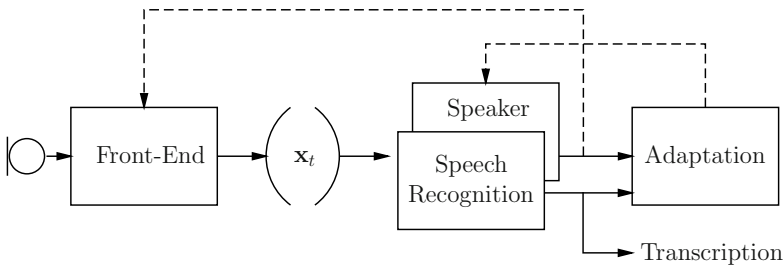 Front-End
x_t
Speaker
Speech
Recognition
Adaptation
Transcription